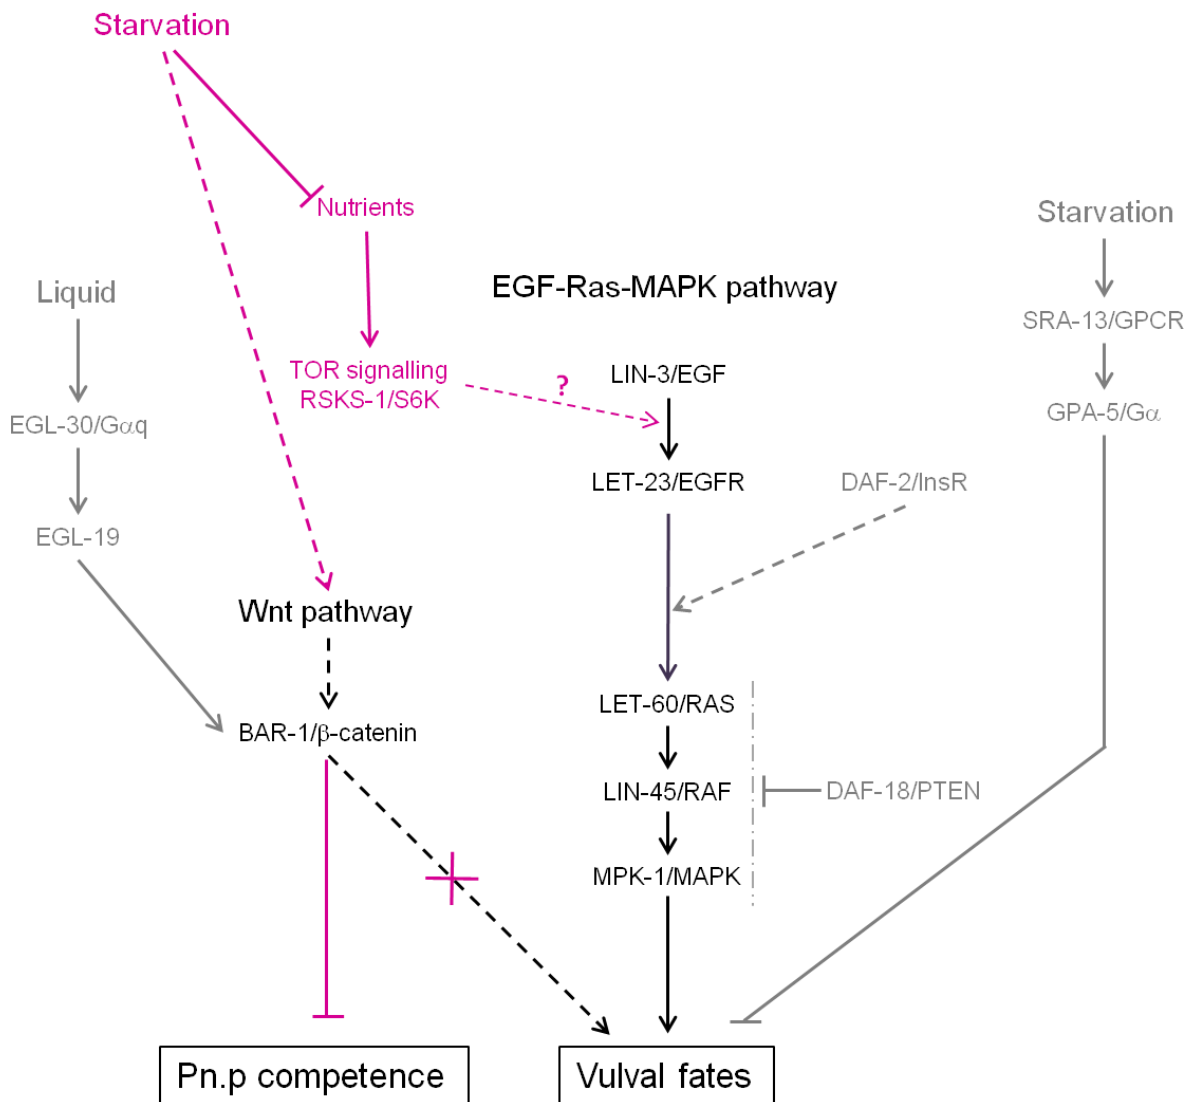 Starvation
Nutrients
Starvation
Liquid
EGF-Ras-MAPK pathway
SRA-13/GPCR
TOR signalling
RSKS-1/S6K
?
LIN-3/EGF
EGL-30/Gαq
GPA-5/Gα
LET-23/EGFR
DAF-2/InsR
EGL-19
Wnt pathway
LET-60/RAS
BAR-1/β-catenin
LIN-45/RAF
DAF-18/PTEN
MPK-1/MAPK
Pn.p competence
Vulval fates